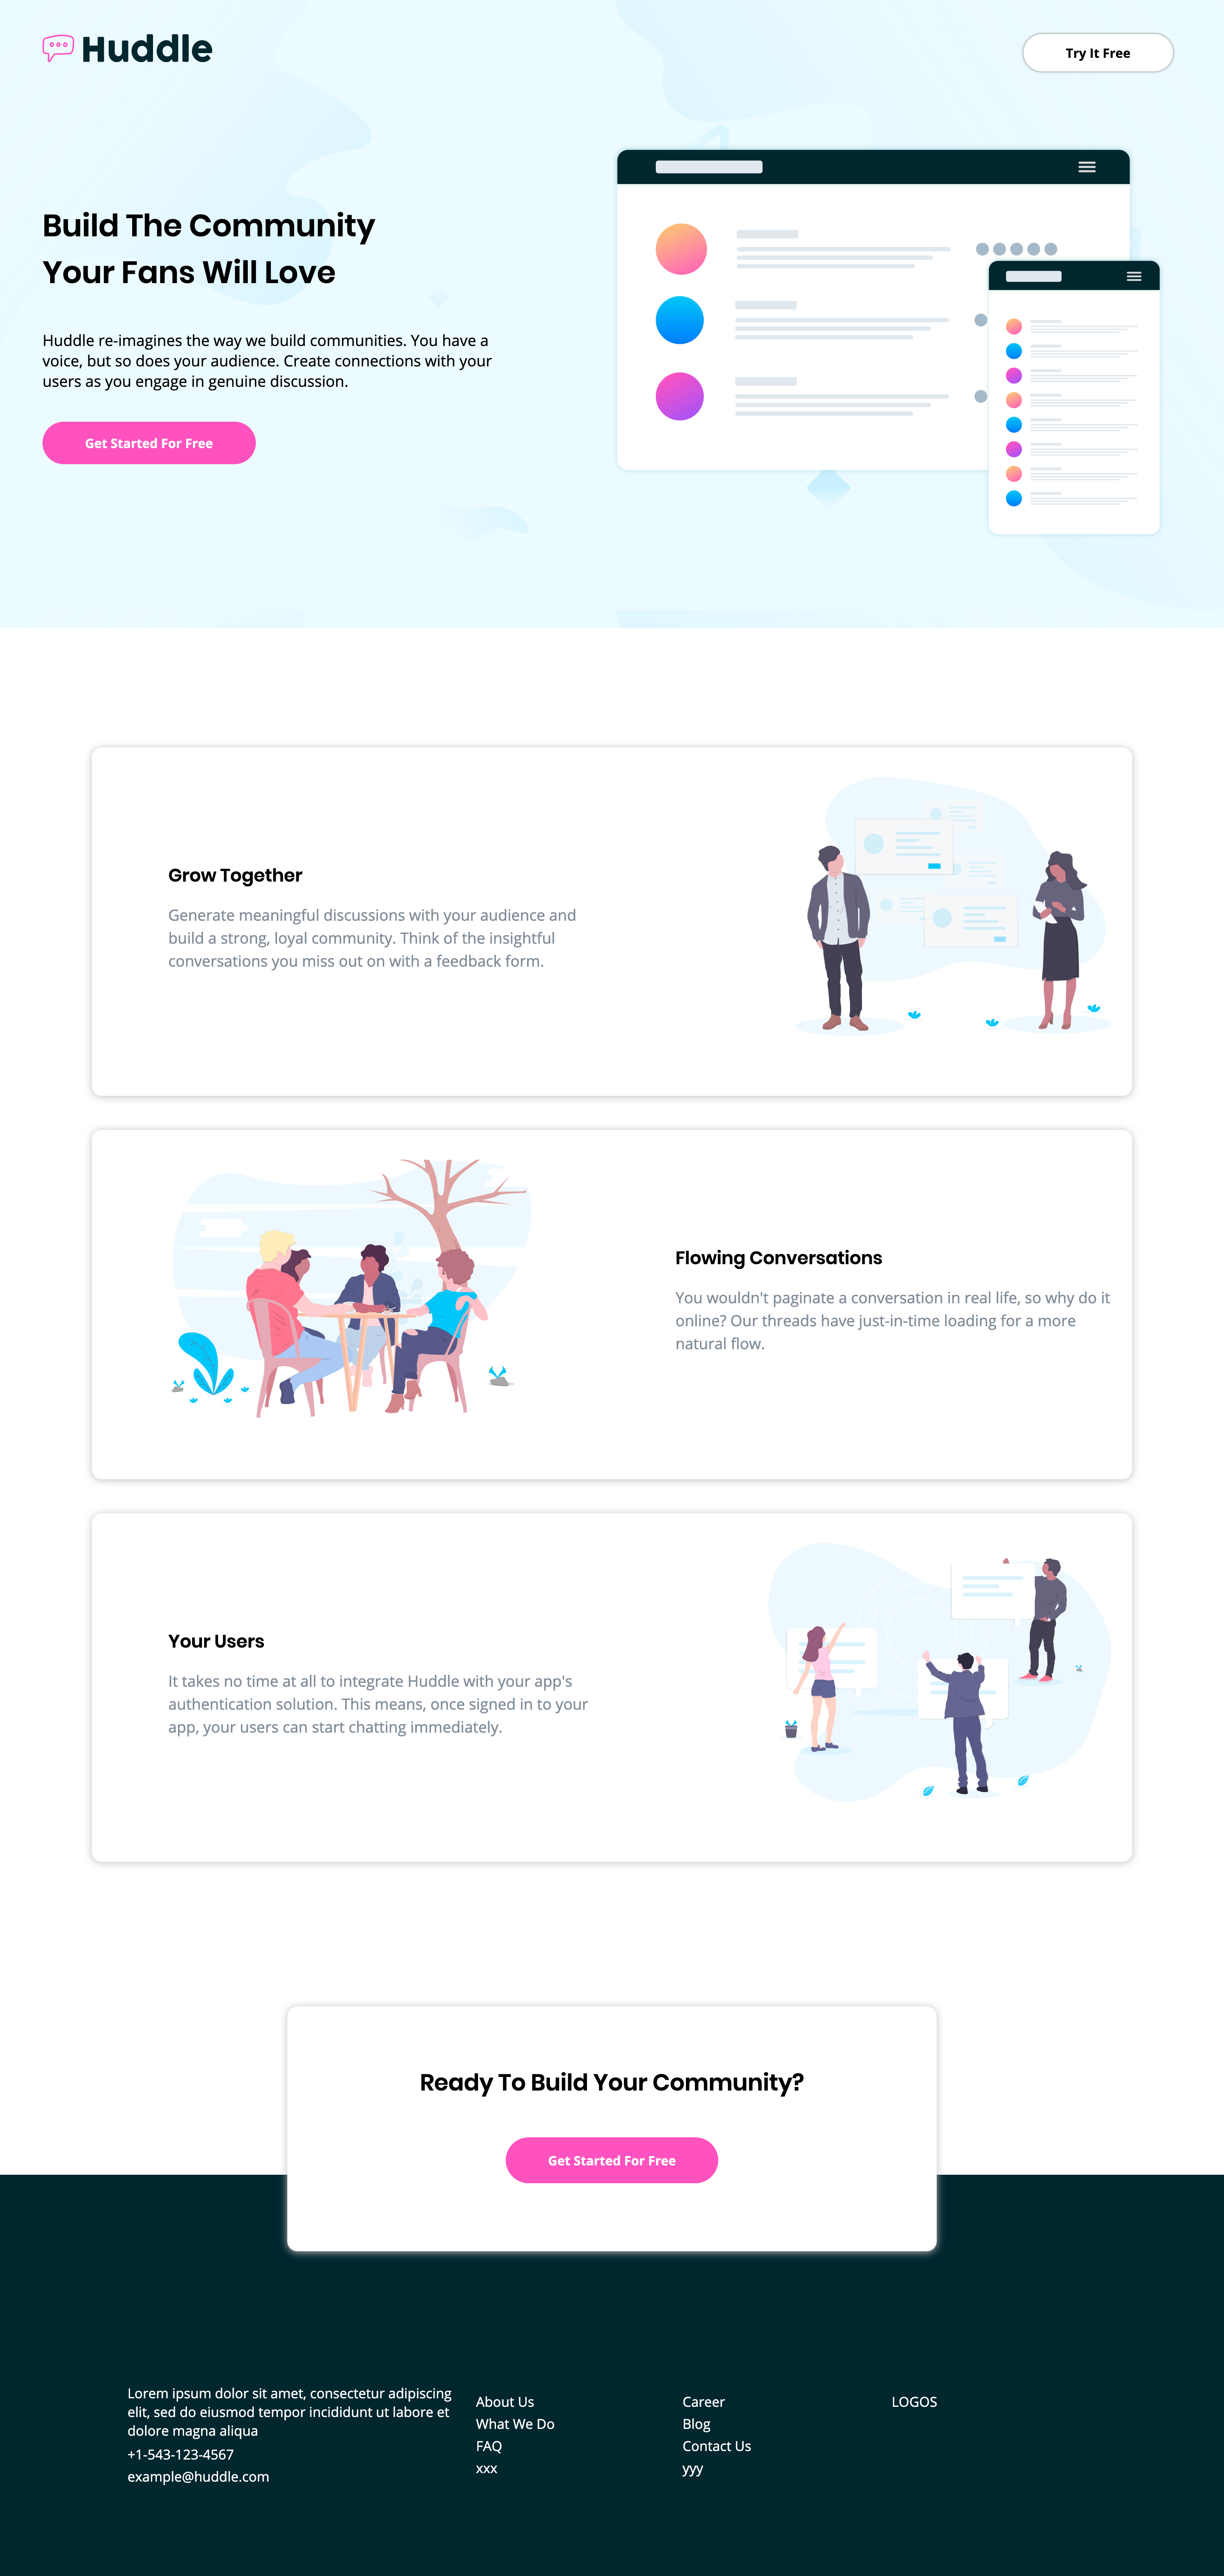 Huddle
Try It Free
Build The Community
Your Fans Will Love
Huddle re-imagines the way we build communities. You have a
voice, but so does your audience. Create connections with your
users as you engage in genuine discussion.
Get Started For Free
Grow Together
Generate meaningful discussions with your audience and
build a strong, loyal community. Think of the insightful
conversations you miss out on with a feedback form.
Flowing Conversations
You wouldn't paginate a conversation in real life, so why do it
online? Our threads have just-in-time loading for a more
natural flow.
Your Users
It takes no time at all to integrate Huddle with your app's
authentication solution. This means, once signed in to your
app, your users can start chatting immediately.
Ready To Build Your Community?
Get Started For Free
Lorem ipsum dolor sit amet, consectetur adipiscing
elit, sed do eiusmod tempor incididunt ut labore et
dolore magna aliqua
+1-543-123-4567
example@huddle.com
About Us
What We Do
FAQ
xxx
Career
Blog
Contact Us
yyy
LOGOS